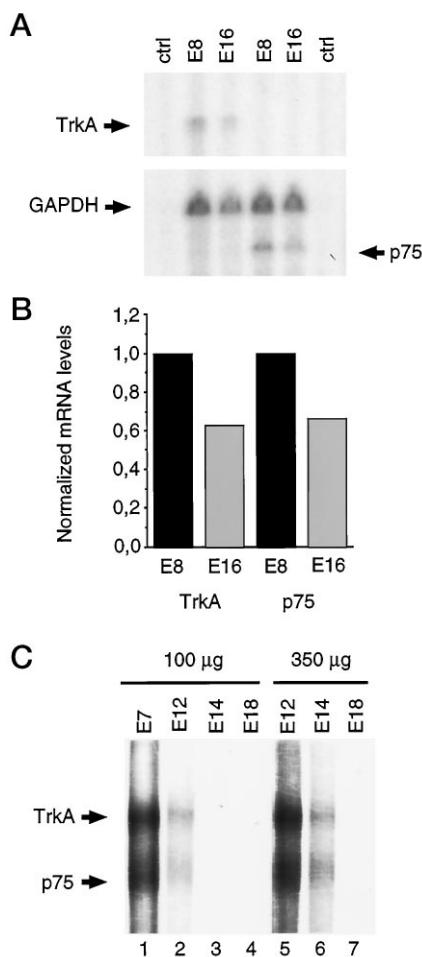 A
ctrl E8 E16 E8 E16 ctrl
TrkA
GAPDH
p75
B
Normalized mRNA levels
1,2
1,0
0,8
0,6
0,4
0,2
0,0
E8 E16 E8 E16
TrkA p75
C
100 µg 350 µg
E7 E12 E14 E18 E12 E14 E18
TrkA
p75
1 2 3 4 5 6 7